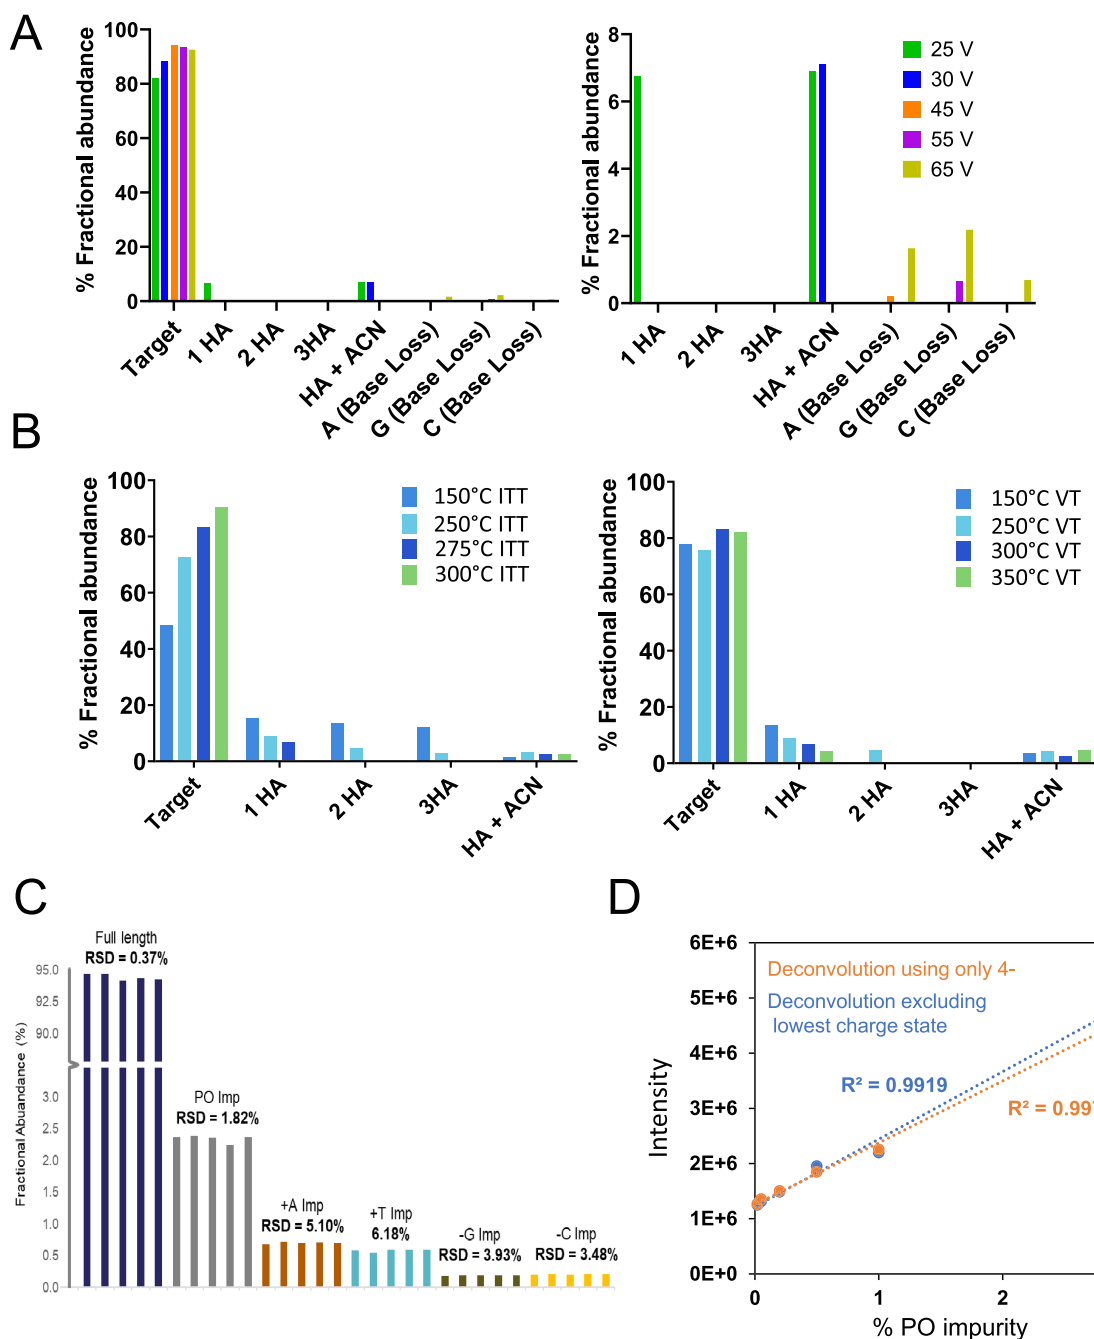 A
% Fractional abundance
100
80
60
40
20
0
Target
1 HA
2 HA
3HA
HA + ACN
A (Base Loss)
G (Base Loss)
C (Base Loss)
% Fractional abundance
8
6
4
2
0
25 V
30 V
45 V
55 V
65 V
1 HA
2 HA
3HA
HA + ACN
A (Base Loss)
G (Base Loss)
C (Base Loss)
B
% Fractional abundance
100
80
60
40
20
0
150°C ITT
250°C ITT
275°C ITT
300°C ITT
Target
1 HA
2 HA
3HA
HA + ACN
% Fractional abundance
100
80
60
40
20
0
150°C VT
250°C VT
300°C VT
350°C VT
Target
1 HA
2 HA
3HA
HA + ACN
C
Fractional Abuandance (%)
95.0
92.5
90.0
3.0
2.5
2.0
1.5
1.0
0.5
0.0
Full length
RSD = 0.37%
PO Imp
RSD = 1.82%
+A Imp
RSD = 5.10%
+T Imp
6.18%
-G Imp
RSD = 3.93%
-C Imp
RSD = 3.48%
D
Intensity
6E+6
5E+6
4E+6
3E+6
2E+6
1E+6
0E+0
Deconvolution using only 4-
Deconvolution excluding
lowest charge state
R² = 0.9919
R² = 0.99
0
1
2
% PO impurity